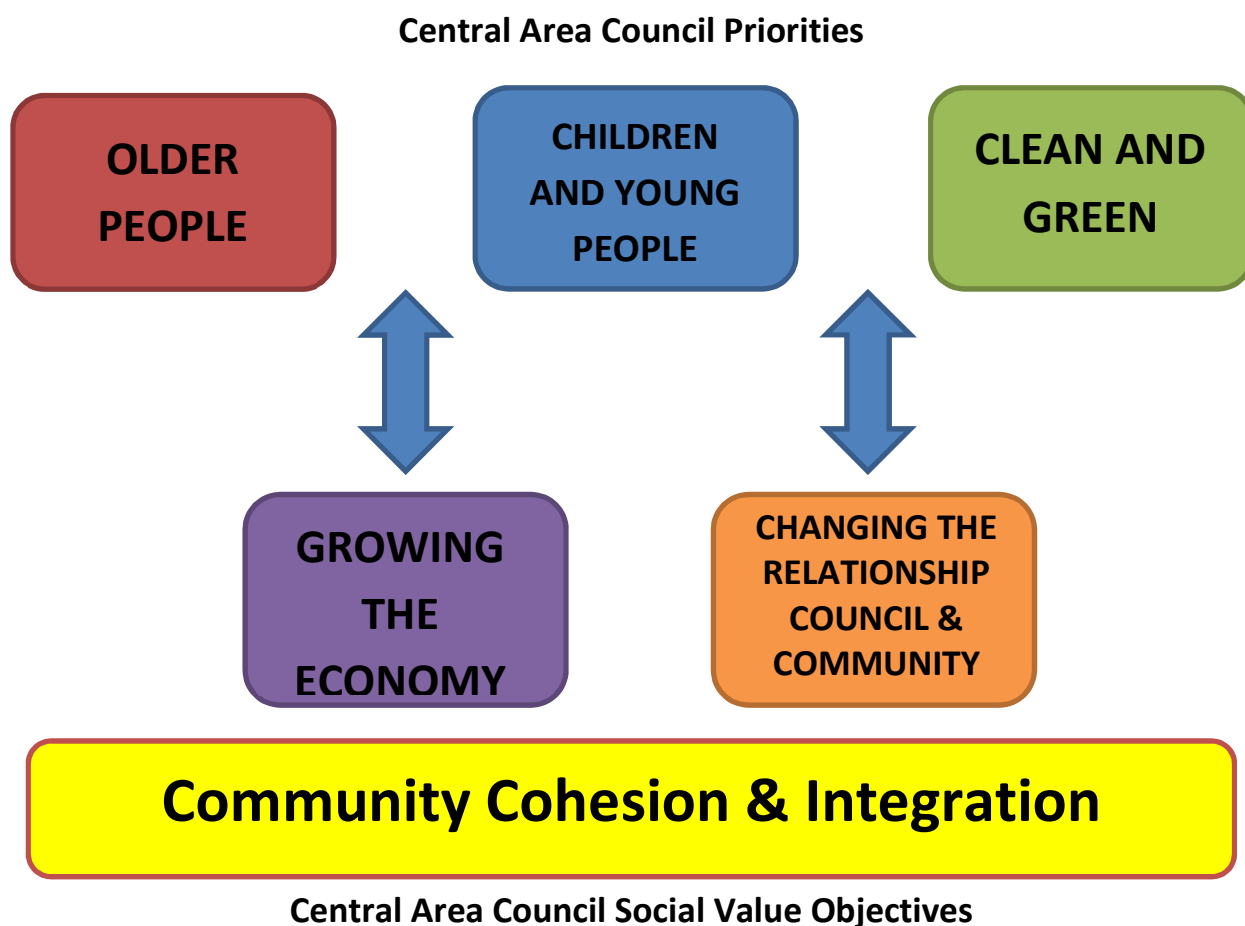 Central Area Council Priorities
OLDER
PEOPLE
CHILDREN
AND YOUNG
PEOPLE
CLEAN AND
GREEN
GROWING
THE
ECONOMY
CHANGING THE
RELATIONSHIP
COUNCIL &
COMMUNITY
Community Cohesion & Integration
Central Area Council Social Value Objectives